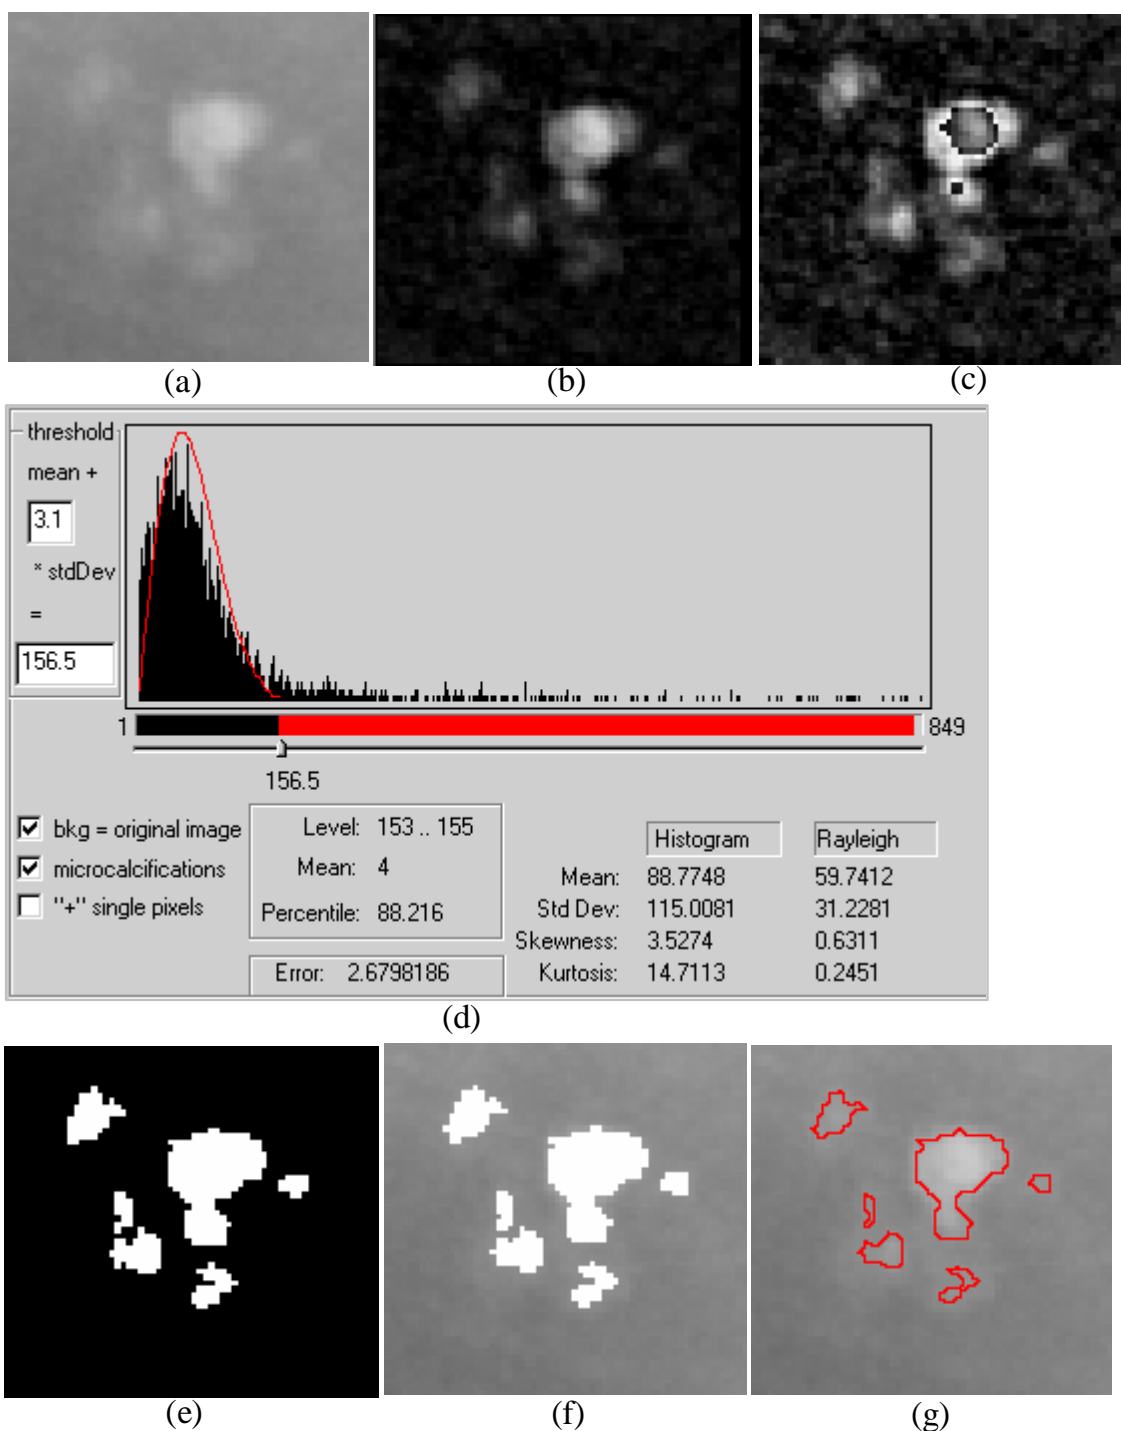 (a) (b) (c)
threshold
mean +
3.1
* stdDev
=
156.5
1 849
156.5
bkg = original image
microcalcifications
"+" single pixels
Level: 153 .. 155
Mean: 4
Percentile: 88.216
Error: 2.6798186
Histogram Rayleigh
Mean: 88.7748 59.7412
Std Dev: 115.0081 31.2281
Skewness: 3.5274 0.6311
Kurtosis: 14.7113 0.2451
(d)
(e) (f) (g)